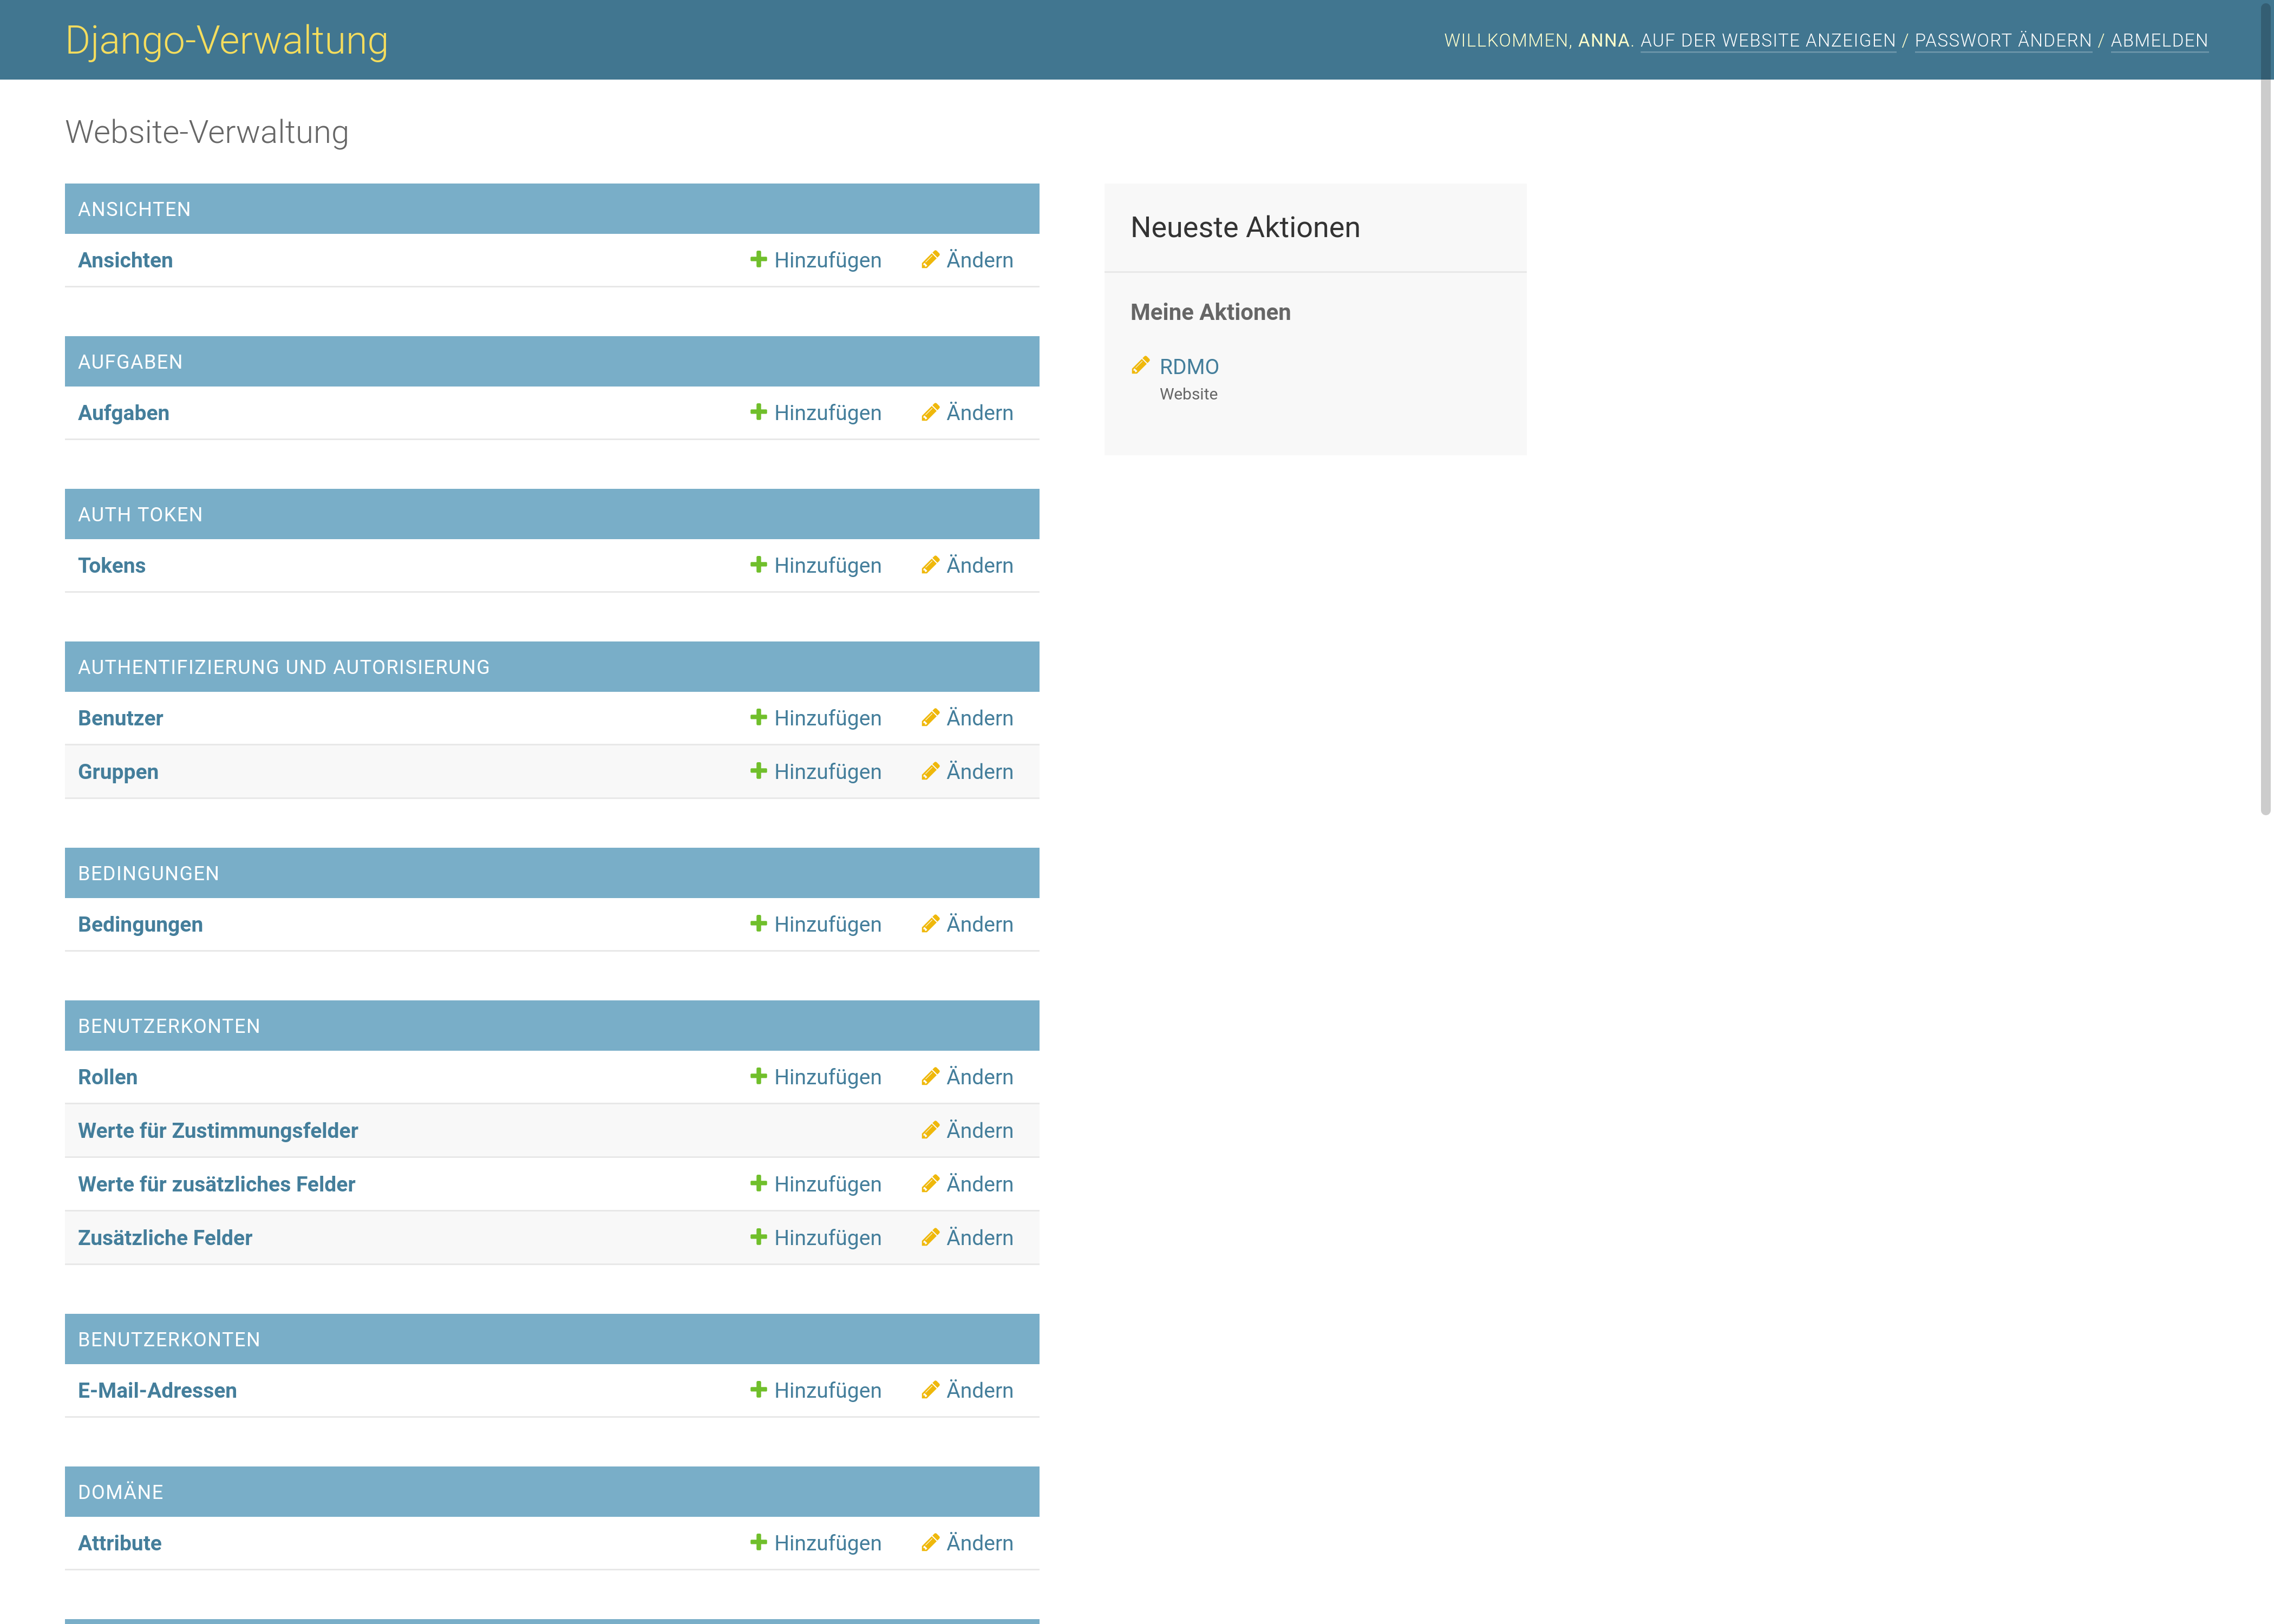 Django-Verwaltung
WILLKOMMEN, ANNA. AUF DER WEBSITE ANZEIGEN / PASSWORT ÄNDERN / ABMELDEN
Website-Verwaltung
ANSICHTEN
Ansichten Hinzufügen Ändern
AUFGABEN
Aufgaben Hinzufügen Ändern
AUTH TOKEN
Tokens Hinzufügen Ändern
AUTHENTIFIZIERUNG UND AUTORISIERUNG
Benutzer Hinzufügen Ändern
Gruppen Hinzufügen Ändern
BEDINGUNGEN
Bedingungen Hinzufügen Ändern
BENUTZERKONTEN
Rollen Hinzufügen Ändern
Werte für Zustimmungsfelder Ändern
Werte für zusätzliches Felder Hinzufügen Ändern
Zusätzliche Felder Hinzufügen Ändern
BENUTZERKONTEN
E-Mail-Adressen Hinzufügen Ändern
DOMÄNE
Attribute Hinzufügen Ändern
Neueste Aktionen
Meine Aktionen
RDMO
Website